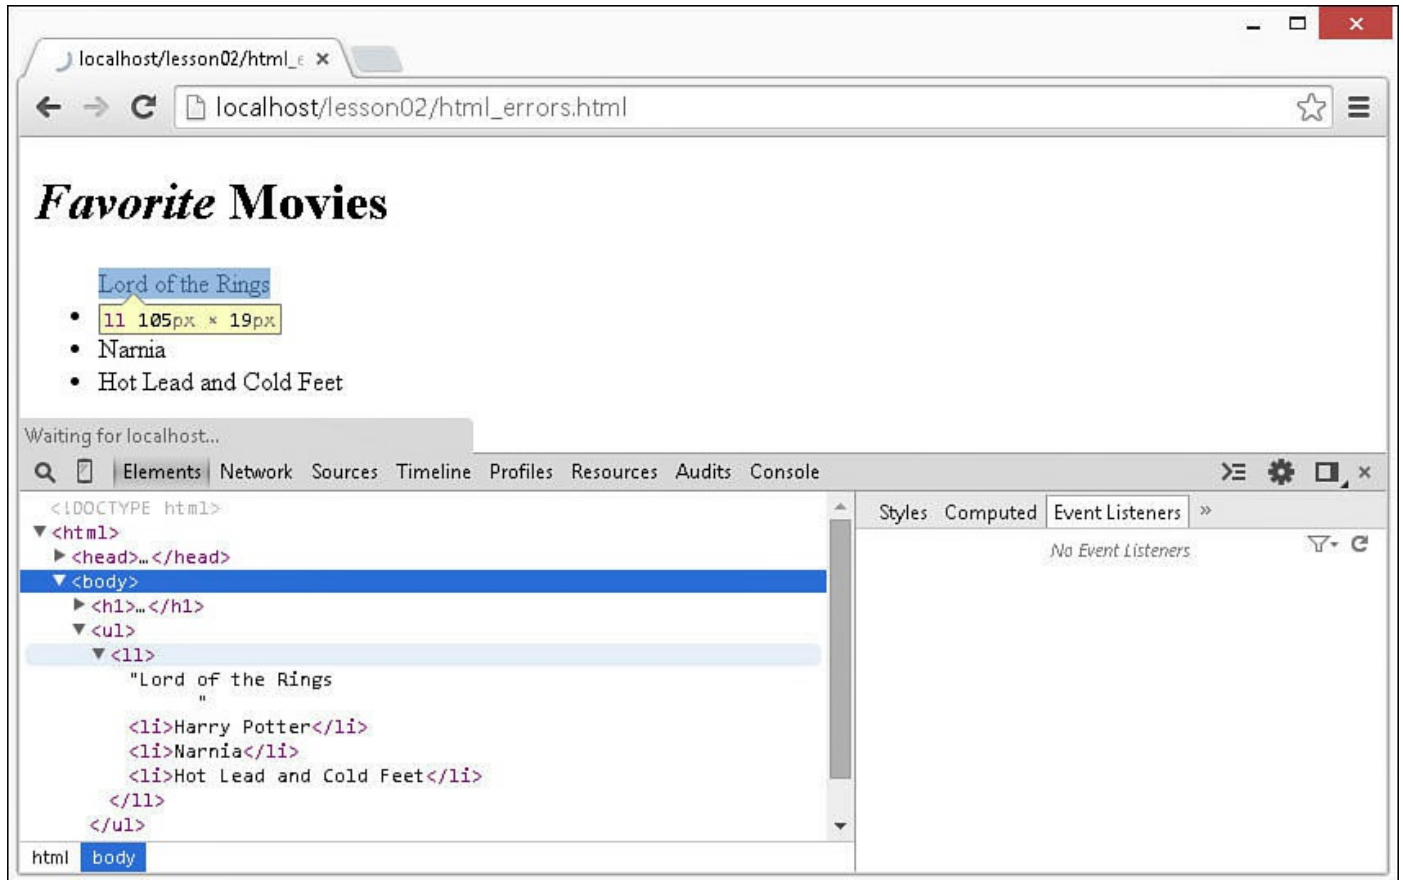 localhost/lesson02/html_e
localhost/lesson02/html_errors.html
Favorite Movies
Lord of the Rings
ll 105px × 19px
Narnia
Hot Lead and Cold Feet
Waiting for localhost...
Elements Network Sources Timeline Profiles Resources Audits Console
<!DOCTYPE html>
<html>
<head>…</head>
<body>
<h1>…</h1>
<ul>
<ll>
"Lord of the Rings
"
<li>Harry Potter</li>
<li>Narnia</li>
<li>Hot Lead and Cold Feet</li>
</ll>
</ul>
html body
Styles Computed Event Listeners »
No Event Listeners